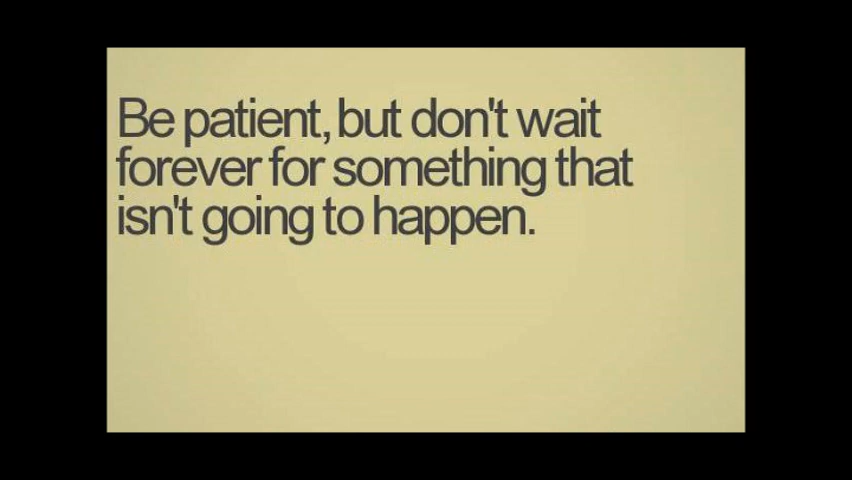 Be patient, but don't wait
forever for something that
isn't going to happen.